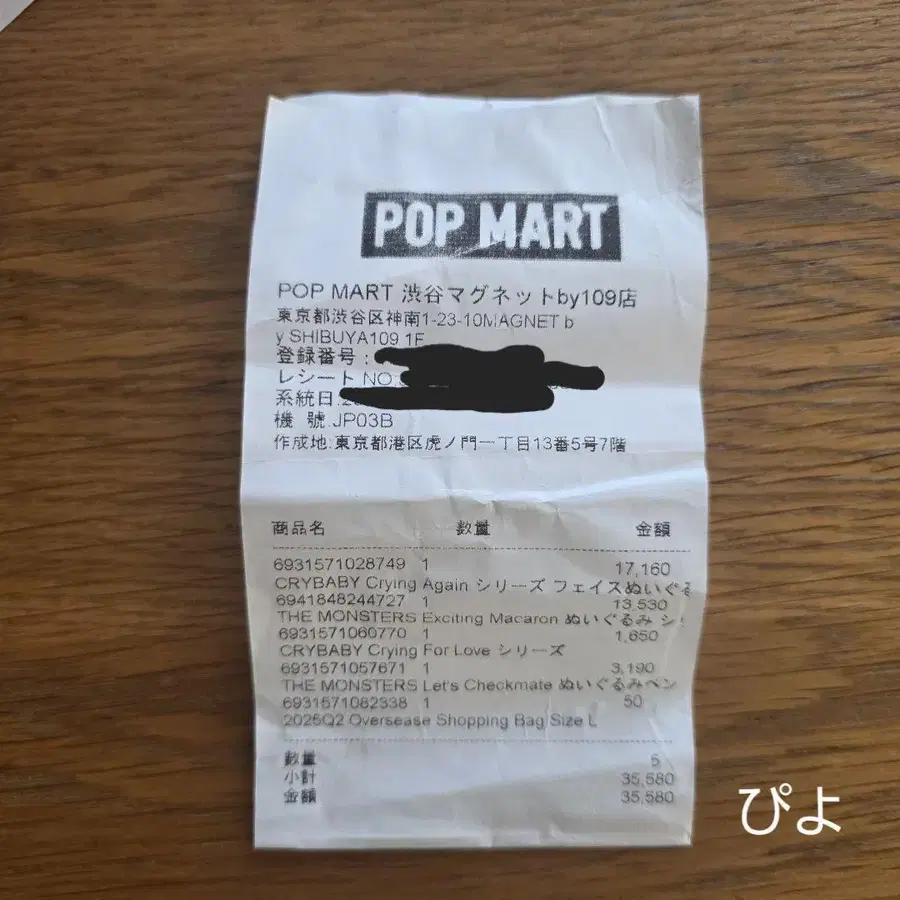 POP MART
POP MART 渋谷マグネットby109店
東京都渋谷区神南1-23-10MAGNET b
y SHIBUYA109 1F
登録番号:
レシート NO
系統日
機 號.JP03B
作成地:東京都港区虎ノ門一丁目13番5号7階
商品名 数量 金額
6931571028749 1 17,160
CRYBABY Crying Again シリーズ フェイスぬいぐ
6941848244727 1 13,530
THE MONSTERS Exciting Macaron ぬいぐるみ シ
6931571060770 1 1,650
CRYBABY Crying For Love シリーズ
6931571057671 1 3,190
THE MONSTERS Let's Checkmate ぬいぐるみペン
6931571082338 1 50
2025Q2 Oversease Shopping Bag Size L
数量 5
小計 35,580
金額 35,580
ぴよ